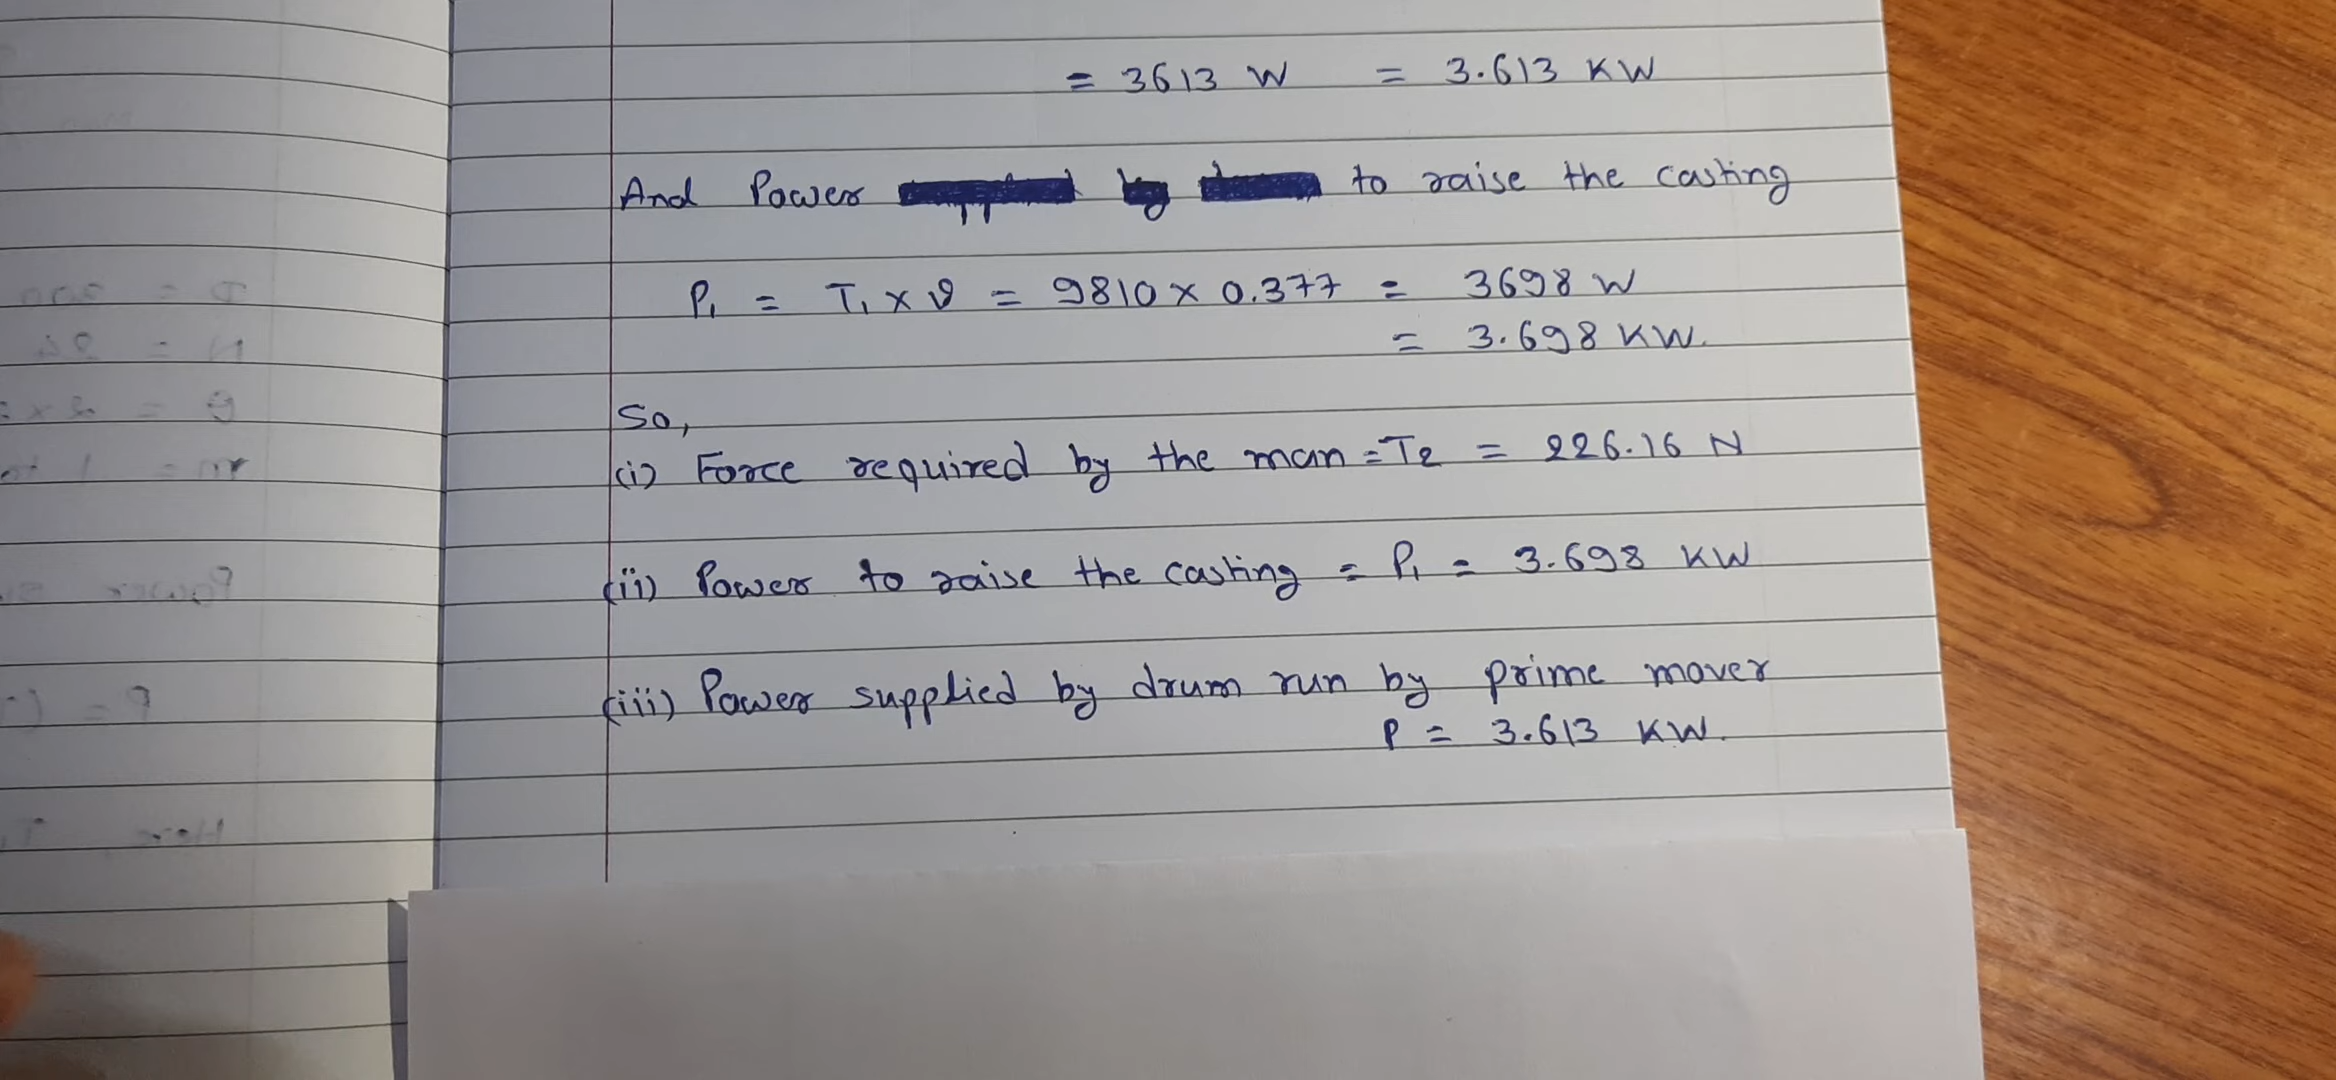 = 3613 W = 3.613 KW
And Power by to raise the casting
P₁ = T₁ x v = 9810 x 0.377 = 3698 W
= 3.698 KW.
So,
(i) Force required by the man = T2 = 226.16 N
(ii) Power to raise the casting = P₁ = 3.698 KW
(iii) Power supplied by drum run by prime mover
P = 3.613 KW.